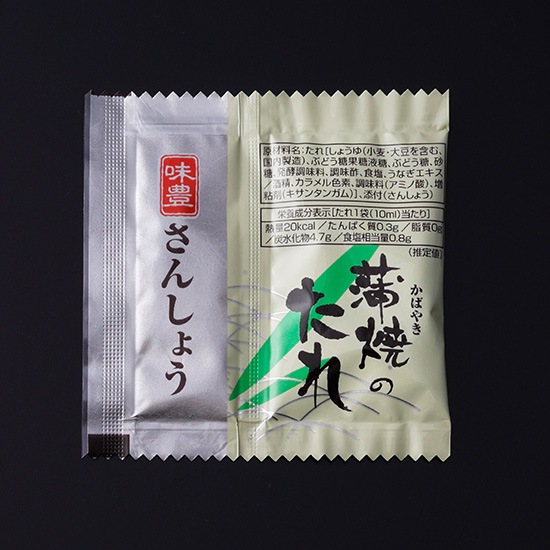 味豊
さんしょう
原材料名:たれ[しょうゆ(小麦・大豆を含む、
国内製造)、ぶどう糖果糖液糖、ぶどう糖、砂
糖、発酵調味料、調味酢、食塩、うなぎエキス
/酒精、カラメル色素、調味料(アミノ酸)、増
粘剤(キサンタンガム)]、添付(さんしょう)
栄養成分表示[たれ1袋(10ml)当たり]
熱量20kcal/たんぱく質0.3g/脂質0g
/炭水化物4.7g/食塩相当量0.8g
(推定値)
かばやき
蒲焼の
たれ